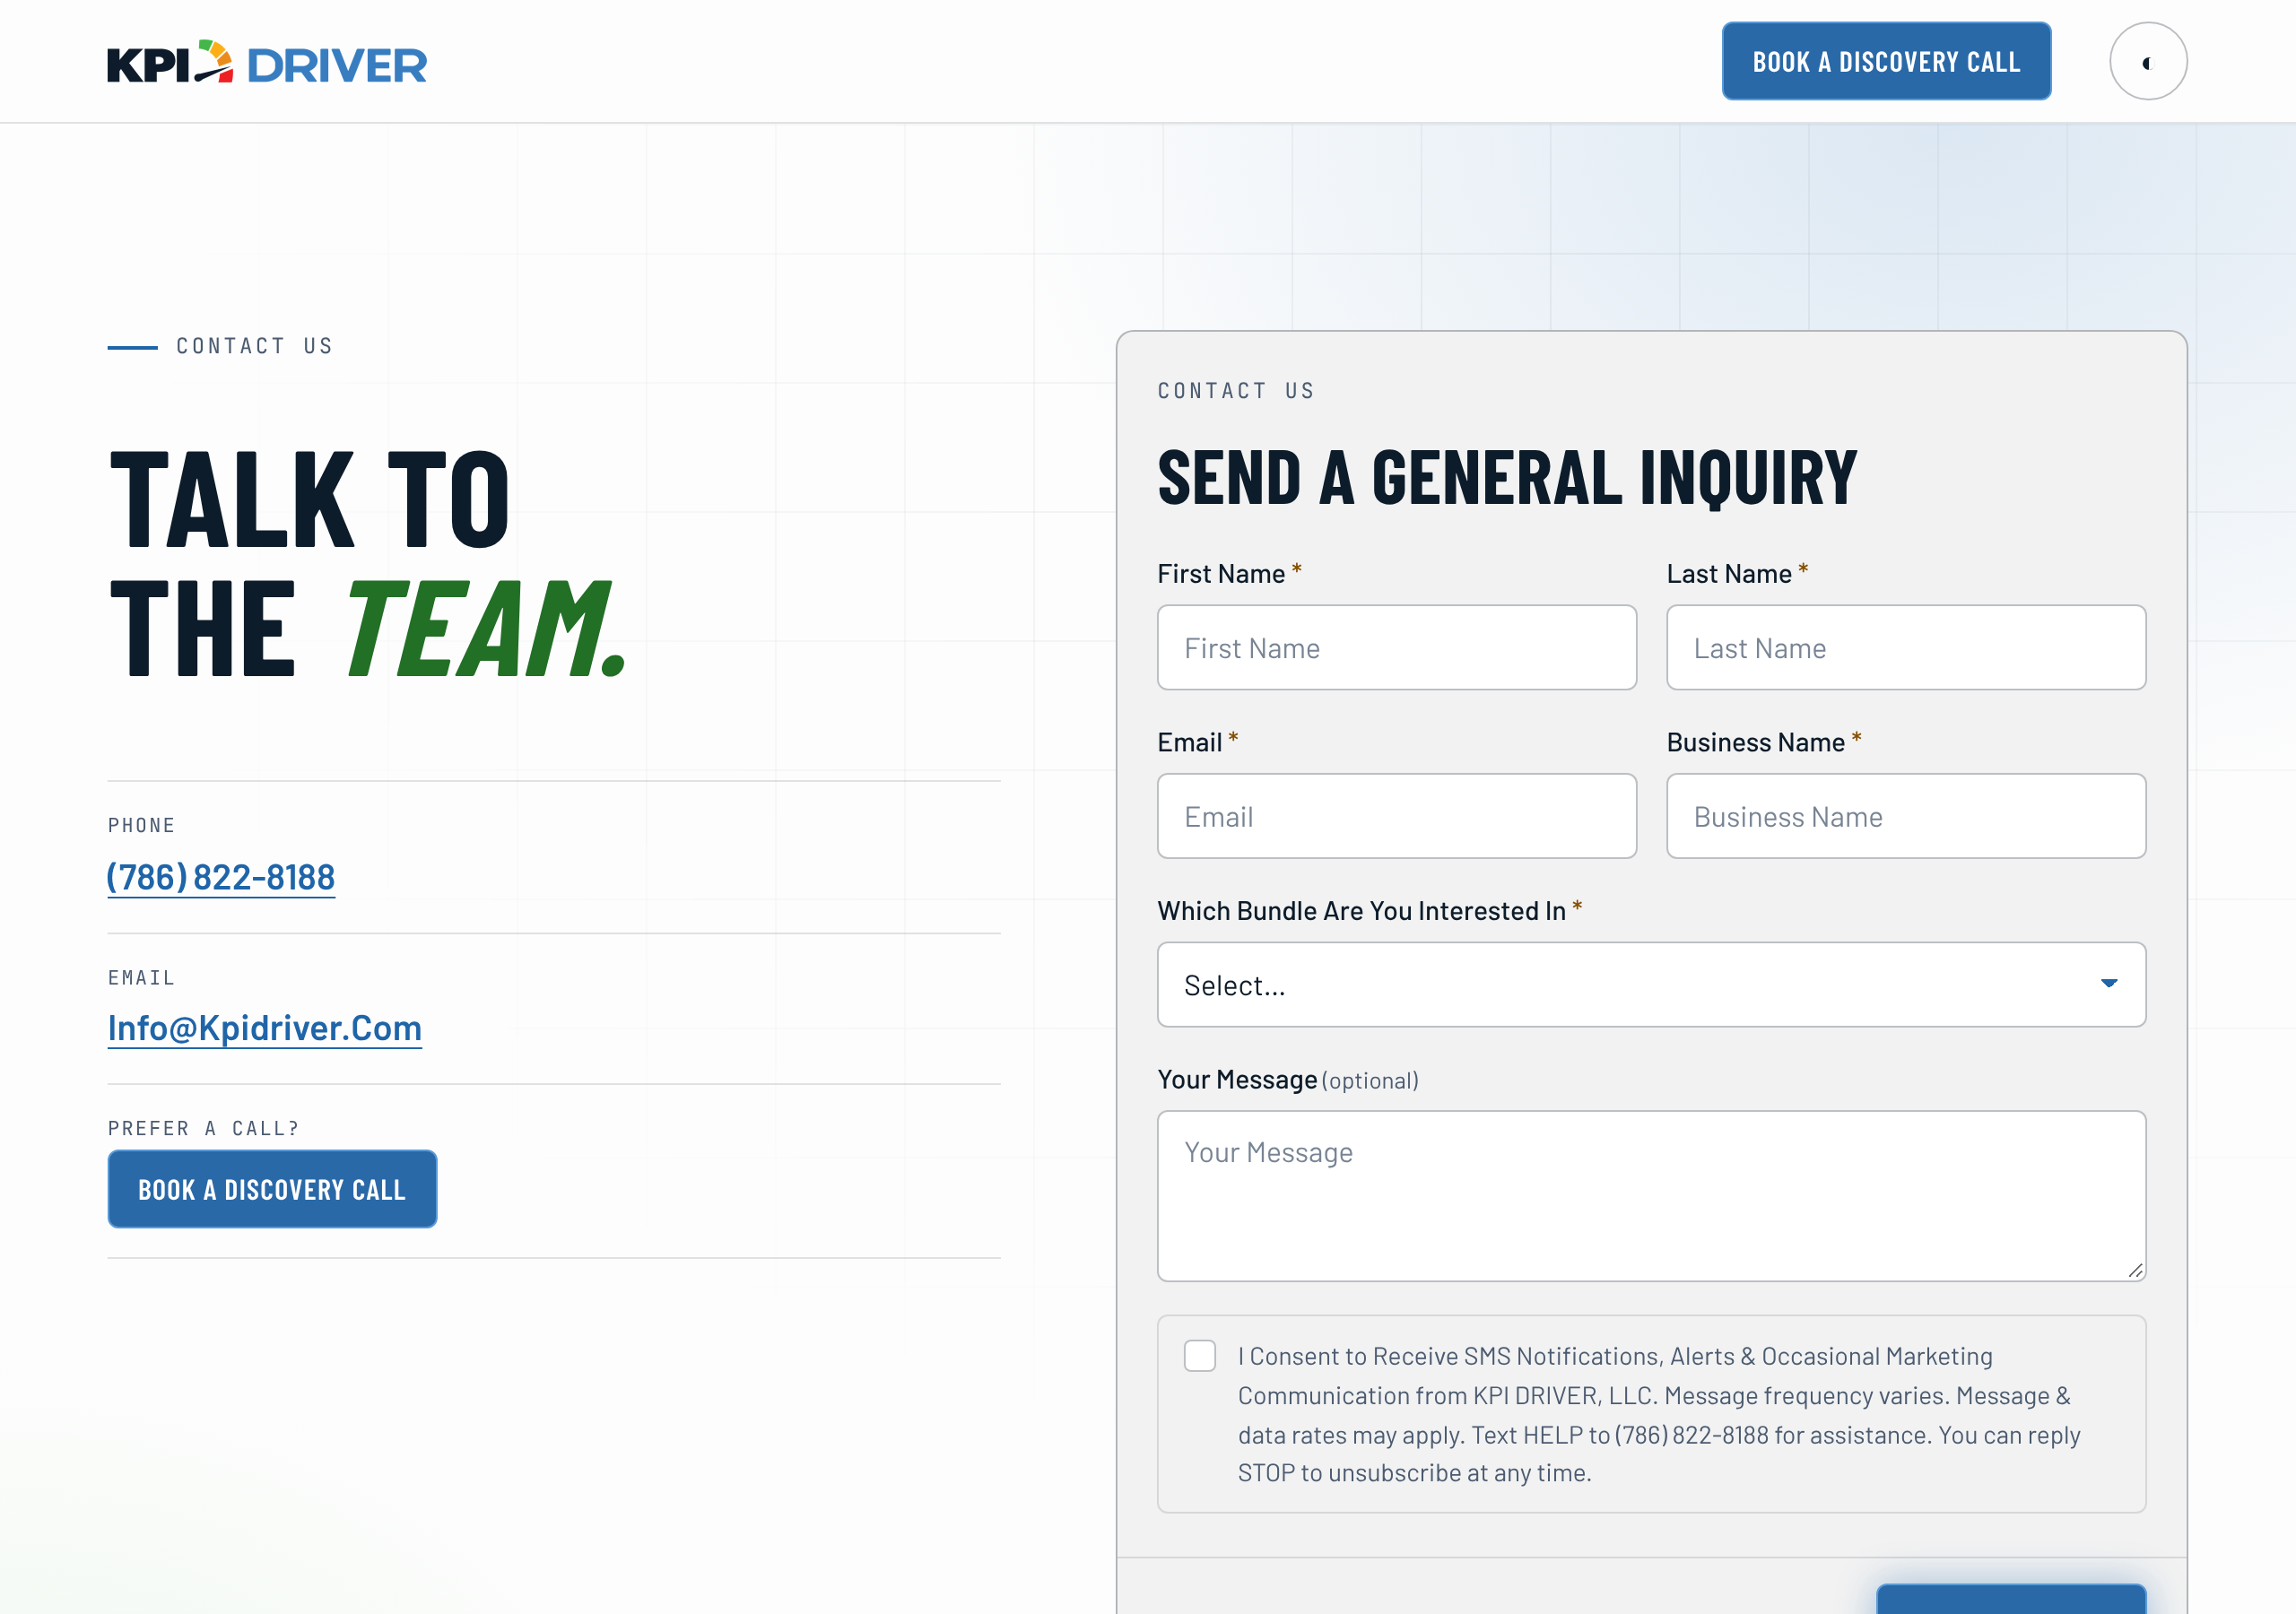 KPI DRIVER
BOOK A DISCOVERY CALL
CONTACT US
TALK TO
THE TEAM.
PHONE
(786) 822-8188
EMAIL
Info@Kpidriver.Com
PREFER A CALL?
BOOK A DISCOVERY CALL
CONTACT US
SEND A GENERAL INQUIRY
First Name *
Last Name *
First Name
Last Name
Email *
Business Name *
Email
Business Name
Which Bundle Are You Interested In *
Select...
Your Message (optional)
Your Message
I Consent to Receive SMS Notifications, Alerts & Occasional Marketing
Communication from KPI DRIVER, LLC. Message frequency varies. Message &
data rates may apply. Text HELP to (786) 822-8188 for assistance. You can reply
STOP to unsubscribe at any time.